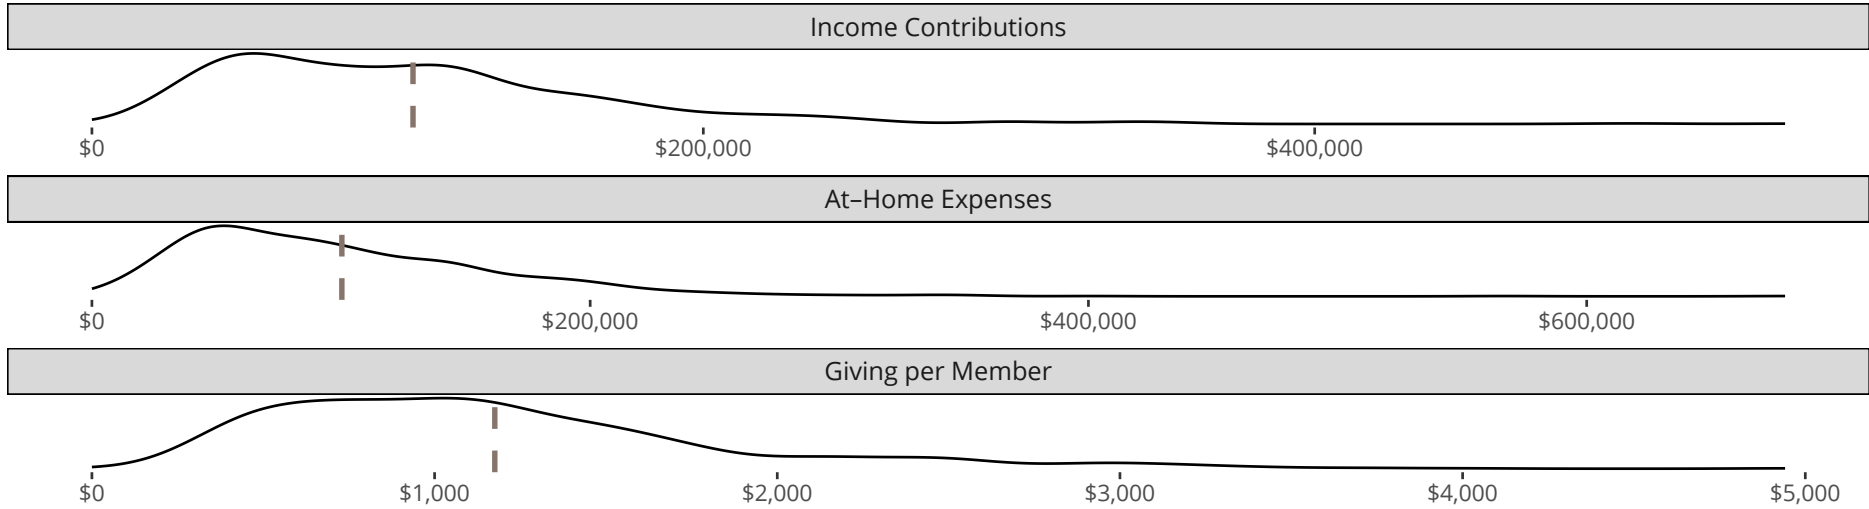 Income Contributions
$0 $200,000 $400,000
At–Home Expenses
$0 $200,000 $400,000 $600,000
Giving per Member
$0 $1,000 $2,000 $3,000 $4,000 $5,000